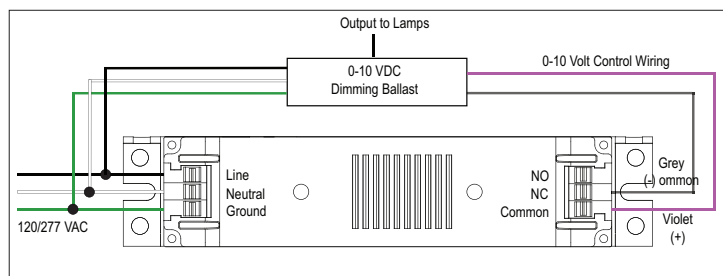 Output to Lamps
0-10 VDC
Dimming Ballast
0-10 Volt Control Wiring
Line
Neutral
Ground
NO
NC
Common
Grey
(-) ommon
120/277 VAC
Violet
(+)